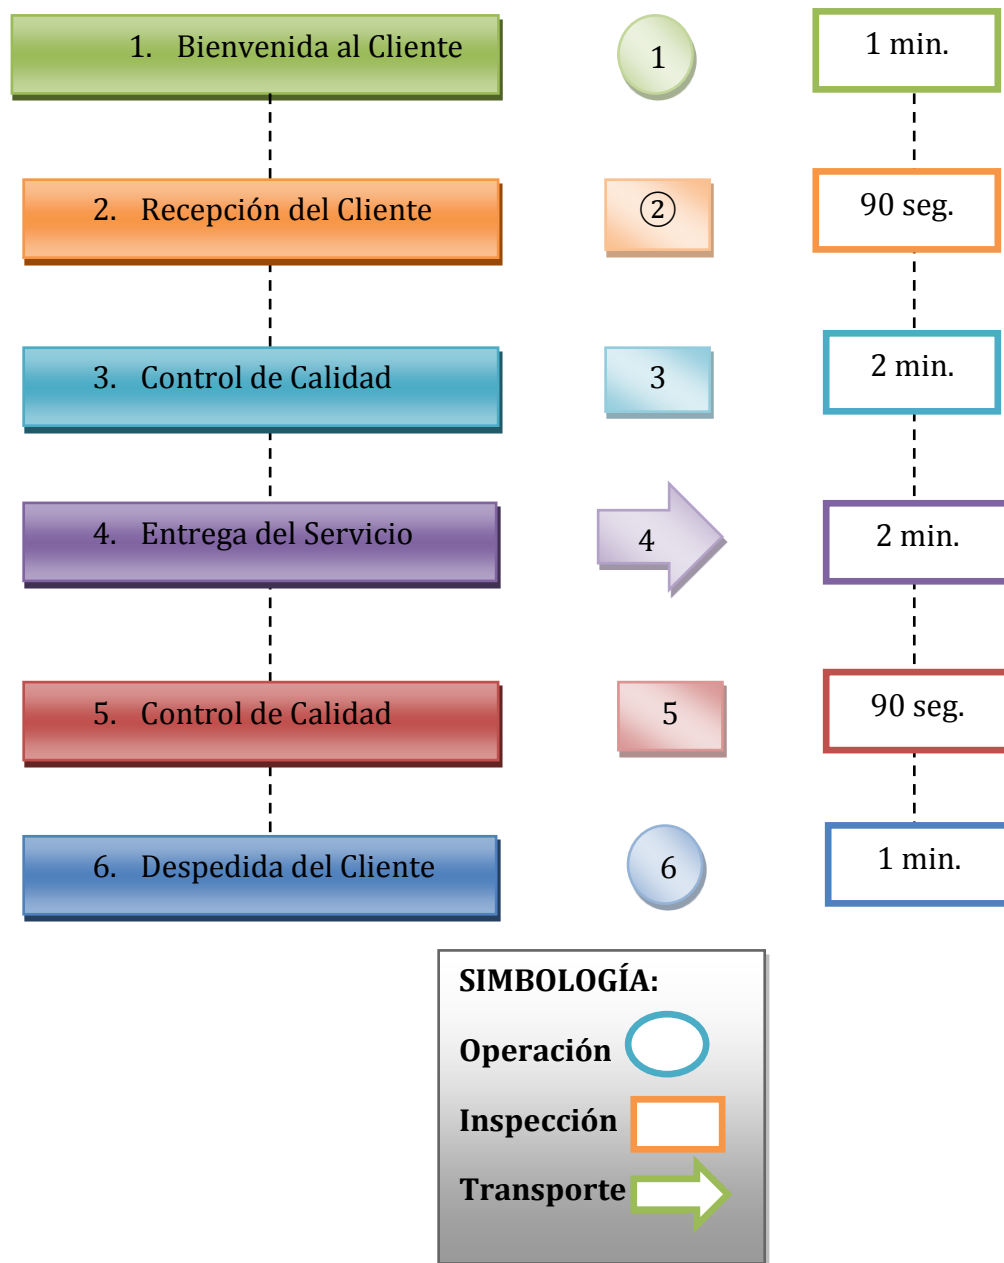 1. Bienvenida al Cliente 1 1 min.
2. Recepción del Cliente ② 90 seg.
3. Control de Calidad 3 2 min.
4. Entrega del Servicio 4 2 min.
5. Control de Calidad 5 90 seg.
6. Despedida del Cliente 6 1 min.
SIMBOLOGÍA:
Operación
Inspección
Transporte